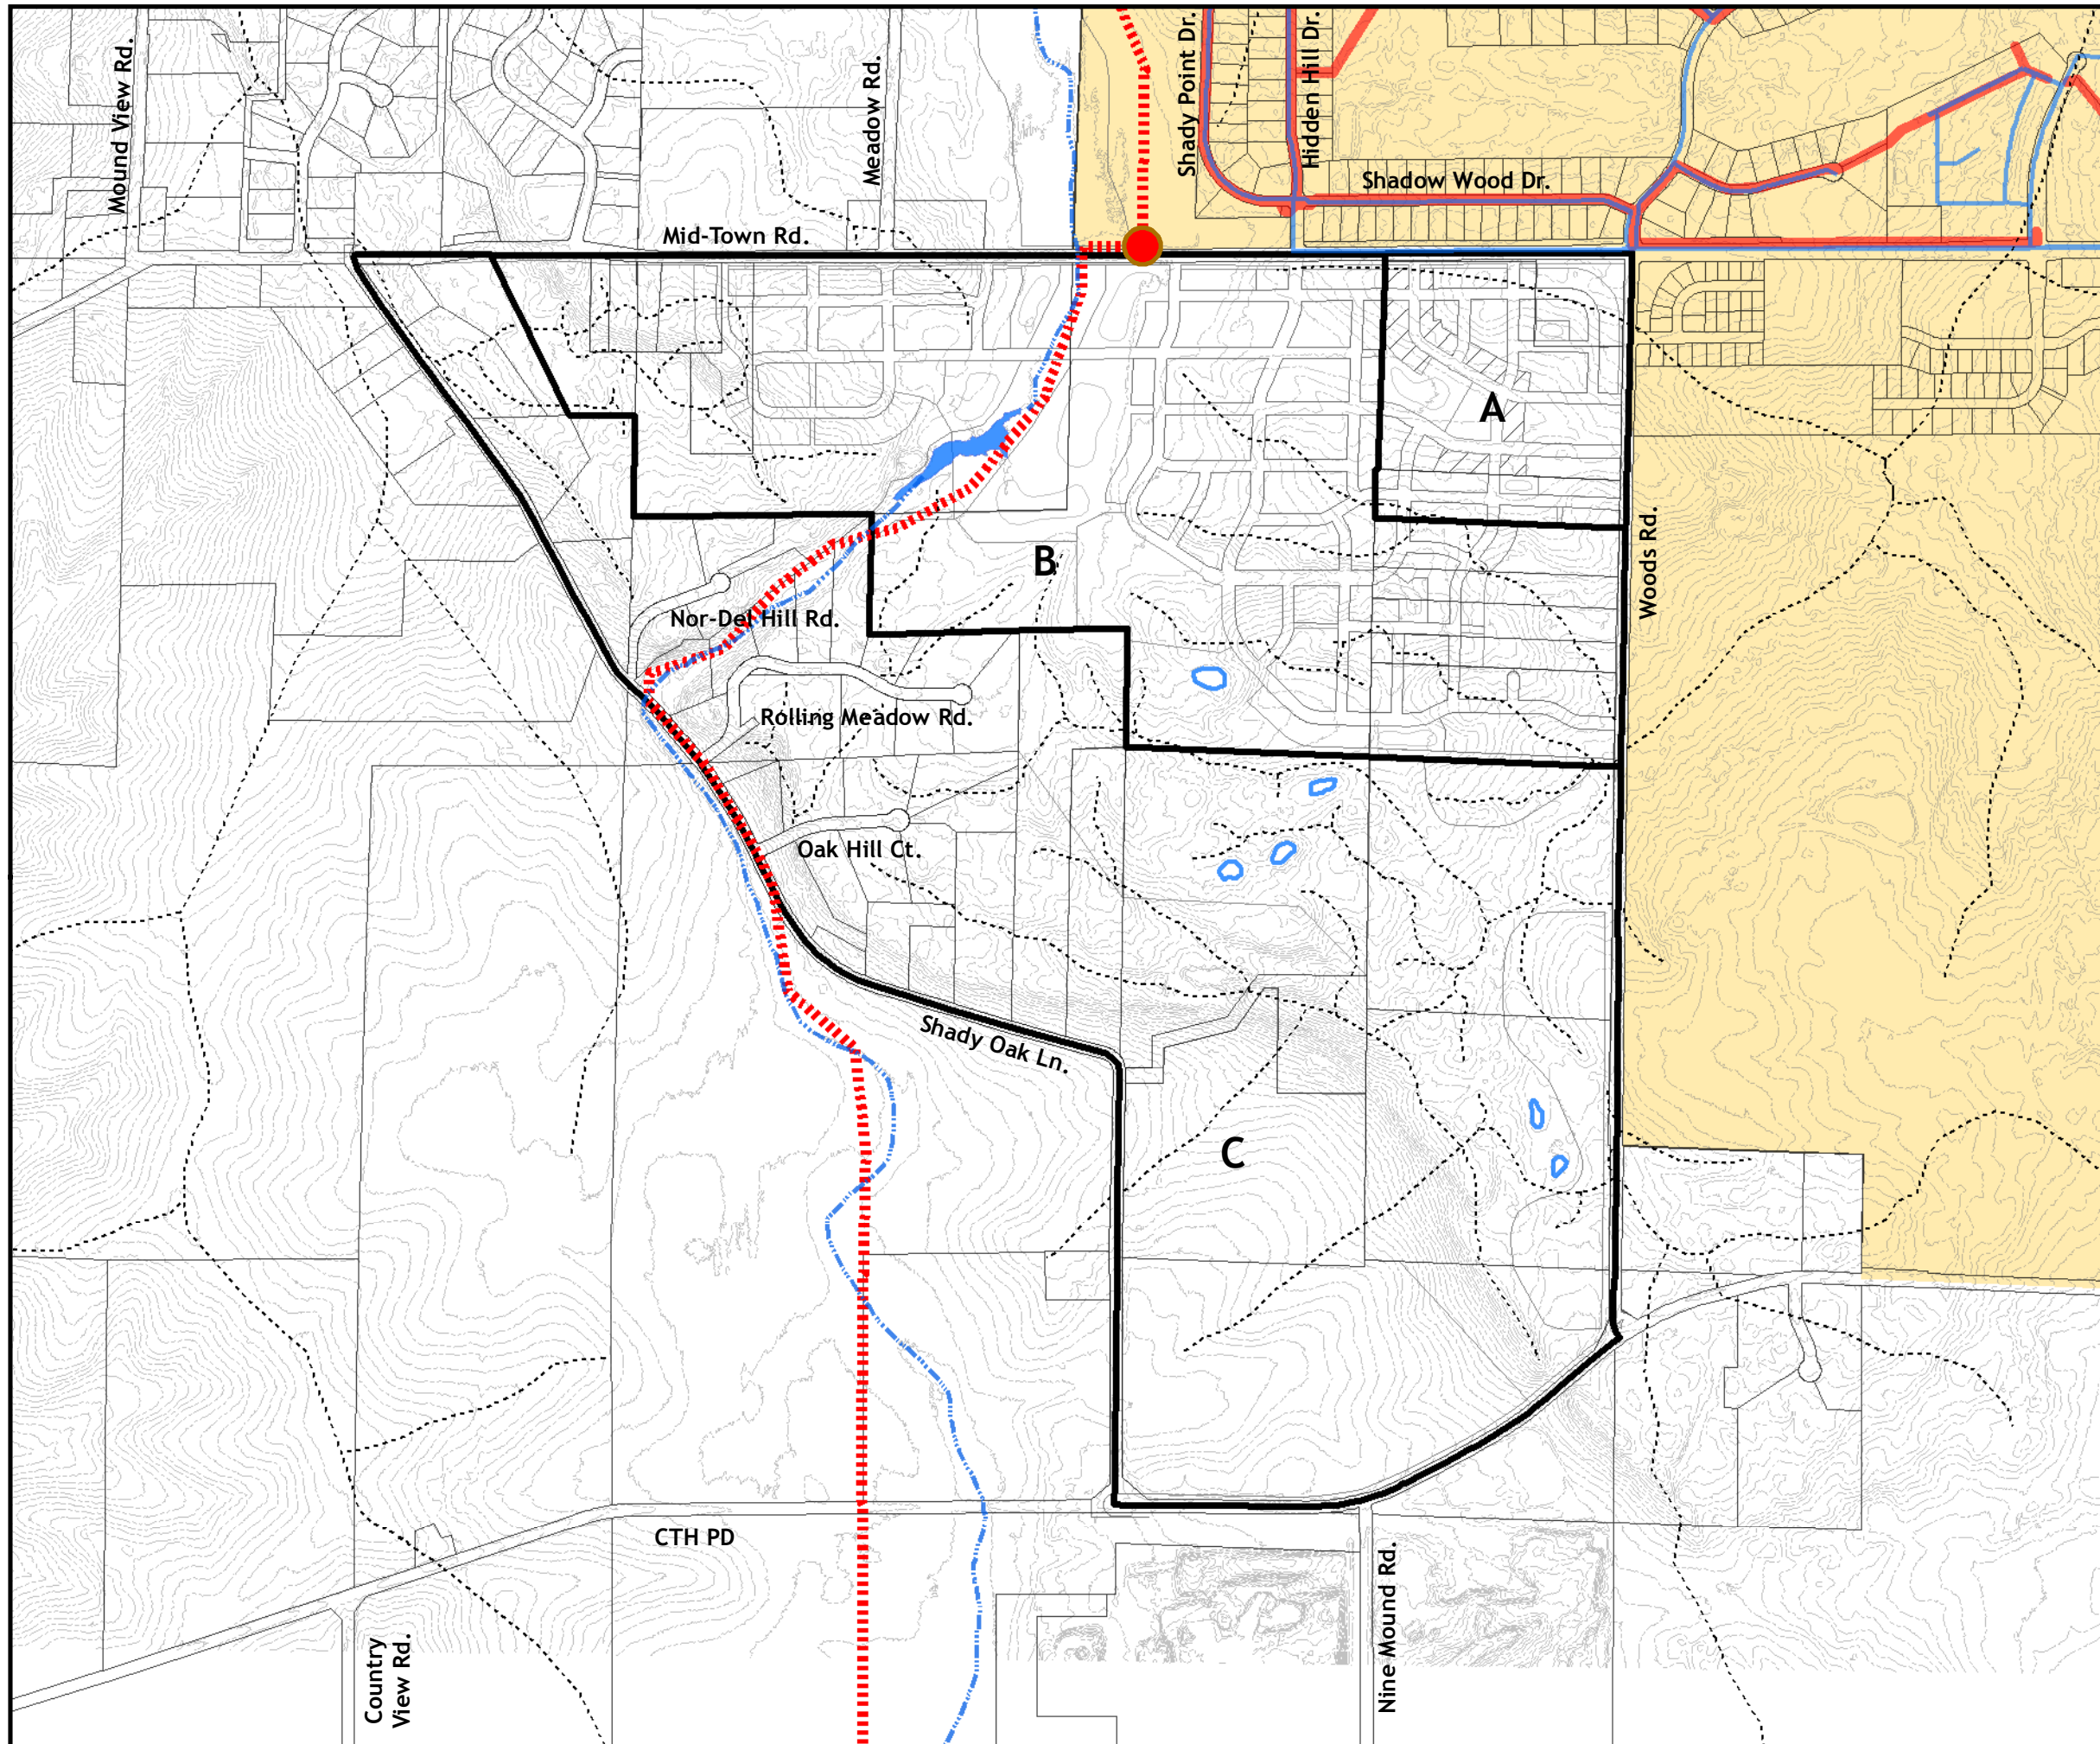 Mound View Rd.
Meadow Rd.
Shady Point Dr.
Hidden Hill Dr.
Shadow Wood Dr.
Mid-Town Rd.
A
B
Woods Rd.
Nor-Del Hill Rd.
Rolling Meadow Rd.
Oak Hill Ct.
Shady Oak Ln.
C
CTH PD
Country
View Rd.
Nine Mound Rd.